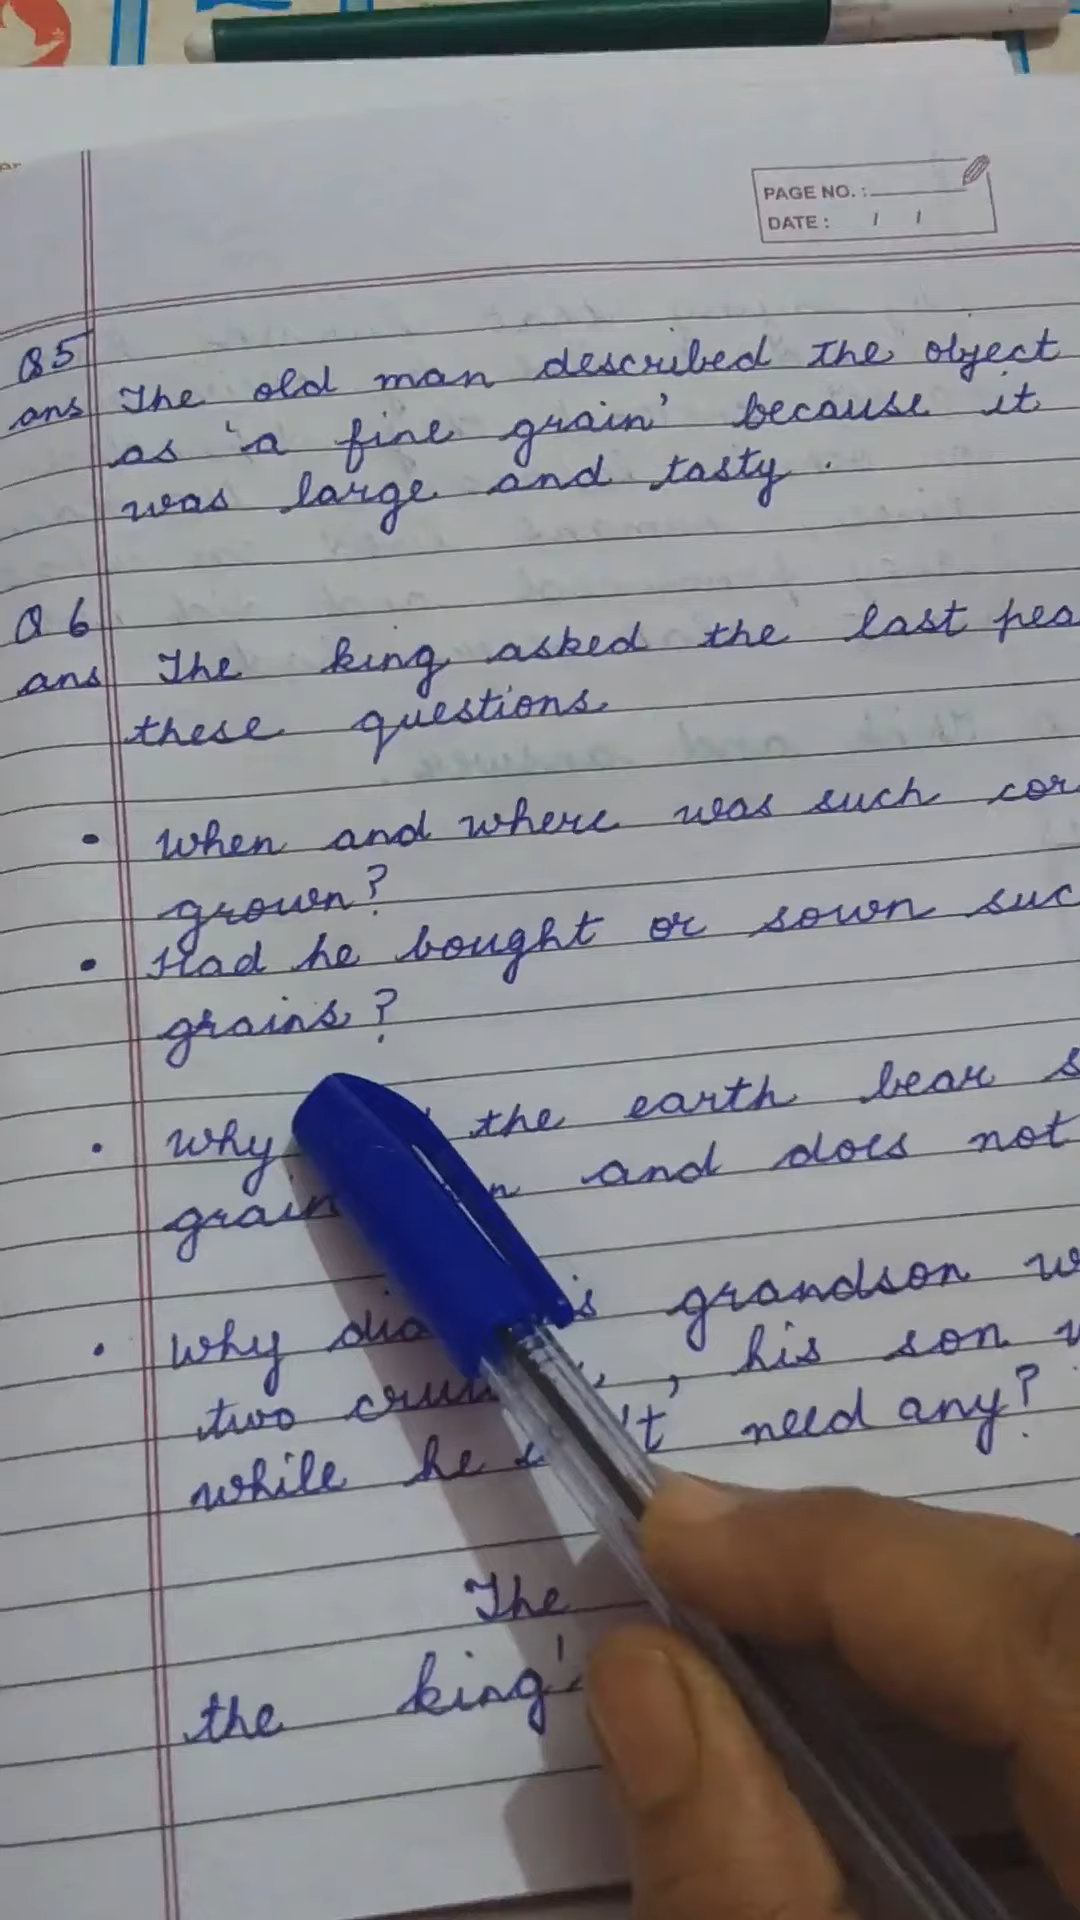 PAGE NO. :
DATE : / /
Q5
ans The old man described the object
as 'a fine grain' because it
was large and tasty.
Q6
ans The king asked the last pea
these questions.
• When and where was such cor
grown?
• Had he bought or sown suc
grains?
• Why the earth bear s
grain and does not
• Why did grandson w
two , his son w
while he need any?
The
the king's